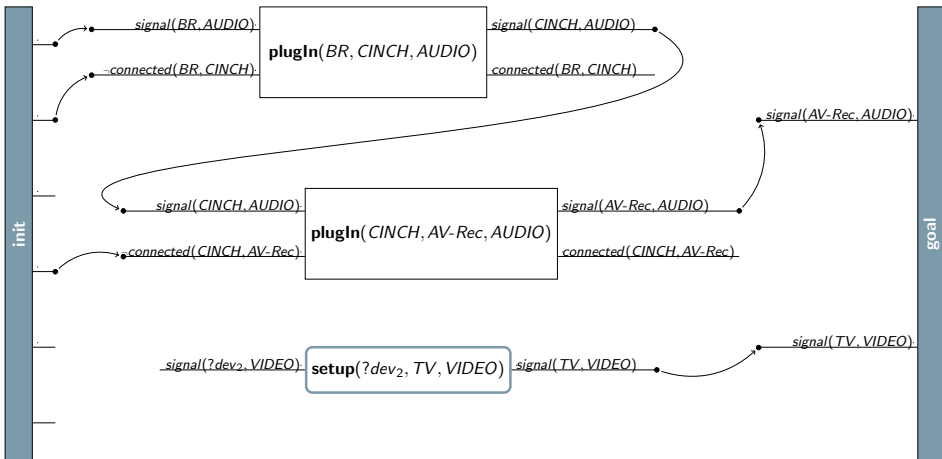 signal(BR, AUDIO)
plugIn(BR, CINCH, AUDIO)
signal(CINCH, AUDIO)
¬connected(BR, CINCH)
connected(BR, CINCH)
signal(AV-Rec, AUDIO)
init
goal
signal(CINCH, AUDIO)
plugIn(CINCH, AV-Rec, AUDIO)
signal(AV-Rec, AUDIO)
¬connected(CINCH, AV-Rec)
connected(CINCH, AV-Rec)
signal(TV, VIDEO)
signal(?dev₂, VIDEO)
setup(?dev₂, TV, VIDEO)
signal(TV, VIDEO)